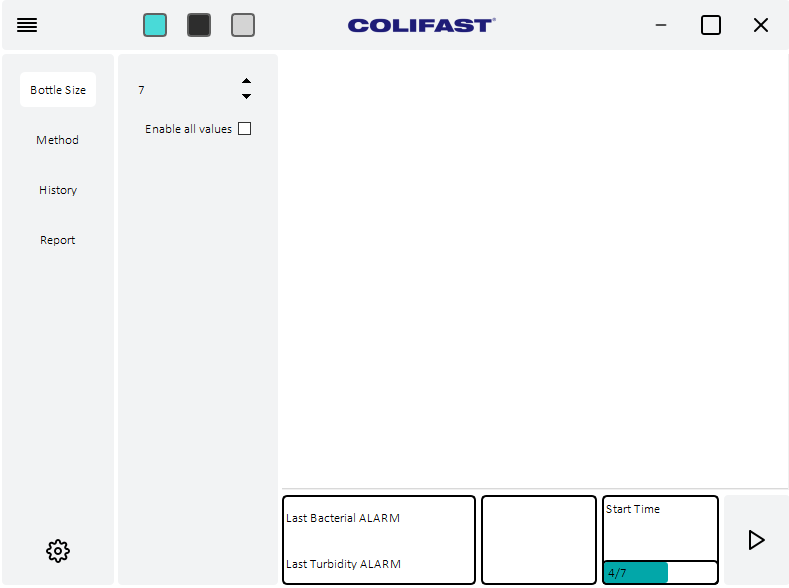 COLIFAST®
Bottle Size
7
Enable all values
Method
History
Report
Last Bacterial ALARM
Last Turbidity ALARM
Start Time
4/7